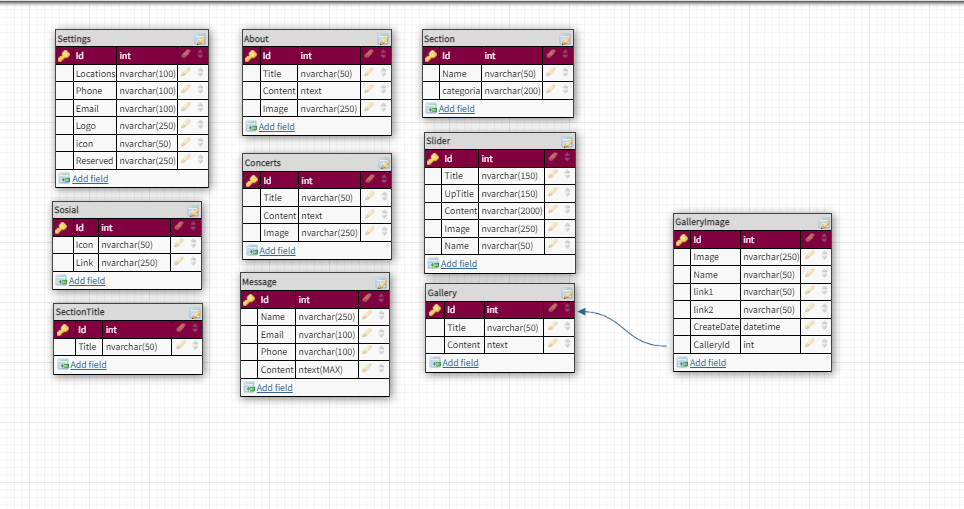 Settings
Id int
Locations nvarchar(100)
Phone nvarchar(100)
Email nvarchar(100)
Logo nvarchar(250)
icon nvarchar(50)
Reserved nvarchar(250)
Add field
Sosial
Id int
Icon nvarchar(50)
Link nvarchar(250)
Add field
SectionTitle
Id int
Title nvarchar(50)
Add field
About
Id int
Title nvarchar(50)
Content ntext
Image nvarchar(250)
Add field
Concerts
Id int
Title nvarchar(50)
Content ntext
Image nvarchar(250)
Add field
Message
Id int
Name nvarchar(250)
Email nvarchar(100)
Phone nvarchar(100)
Content ntext(MAX)
Add field
Section
Id int
Name nvarchar(50)
categoria nvarchar(200)
Add field
Slider
Id int
Title nvarchar(150)
UpTitle nvarchar(150)
Content nvarchar(2000)
Image nvarchar(250)
Name nvarchar(50)
Add field
Gallery
Id int
Title nvarchar(50)
Content ntext
Add field
GalleryImage
Id int
Image nvarchar(250)
Name nvarchar(50)
link1 nvarchar(50)
link2 nvarchar(50)
CreateDate datetime
CalleryId int
Add field